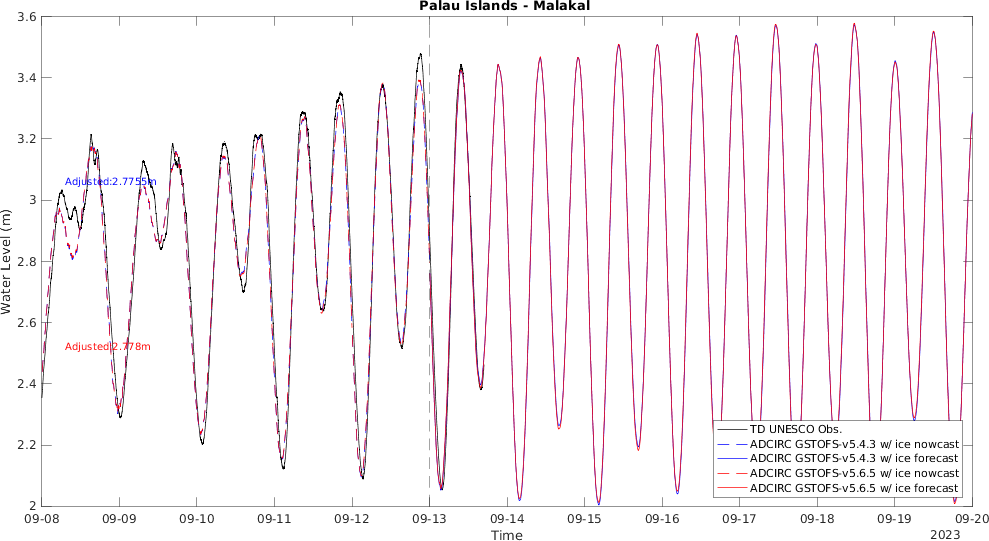 Palau Islands - Malakal
3.6
3.4
3.2
3
2.8
2.6
2.4
2.2
2
Water Level (m)
Adjusted:2.7755m
Adjusted:2.778m
TD UNESCO Obs.
ADCIRC GSTOFS-v5.4.3 w/ ice nowcast
ADCIRC GSTOFS-v5.4.3 w/ ice forecast
ADCIRC GSTOFS-v5.6.5 w/ ice nowcast
ADCIRC GSTOFS-v5.6.5 w/ ice forecast
09-08 09-09 09-10 09-11 09-12 09-13 09-14 09-15 09-16 09-17 09-18 09-19 09-20
Time
2023